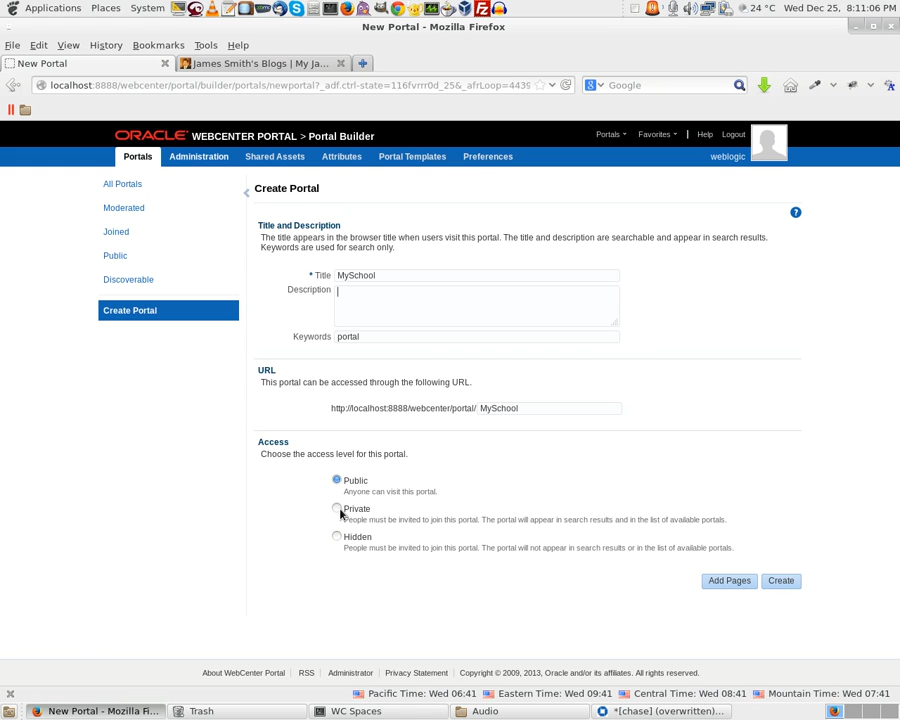 Applications Places System 24 °C Wed Dec 25, 8:11:06 PM
New Portal - Mozilla Firefox
File Edit View History Bookmarks Tools Help
New Portal James Smith's Blogs | My Ja...
localhost:8888/webcenter/portal/builder/portals/newportal?_adf.ctrl-state=116fvrrr0d_25&_afrLoop=4439 Google
ORACLE WEBCENTER PORTAL > Portal Builder Portals Favorites Help Logout
Portals Administration Shared Assets Attributes Portal Templates Preferences weblogic
All Portals
Moderated
Joined
Public
Discoverable
Create Portal
Create Portal
Title and Description
The title appears in the browser title when users visit this portal. The title and description are searchable and appear in search results.
Keywords are used for search only.
* Title MySchool
Description
Keywords portal
URL
This portal can be accessed through the following URL.
http://localhost:8888/webcenter/portal/ MySchool
Access
Choose the access level for this portal.
Public
Anyone can visit this portal.
Private
People must be invited to join this portal. The portal will appear in search results and in the list of available portals.
Hidden
People must be invited to join this portal. The portal will not appear in search results or in the list of available portals.
Add Pages Create
About WebCenter Portal RSS Administrator Privacy Statement Copyright © 2009, 2013, Oracle and/or its affiliates. All rights reserved.
Pacific Time: Wed 06:41 Eastern Time: Wed 09:41 Central Time: Wed 08:41 Mountain Time: Wed 07:41
New Portal - Mozilla Fi... Trash WC Spaces Audio *[chase] (overwritten)...